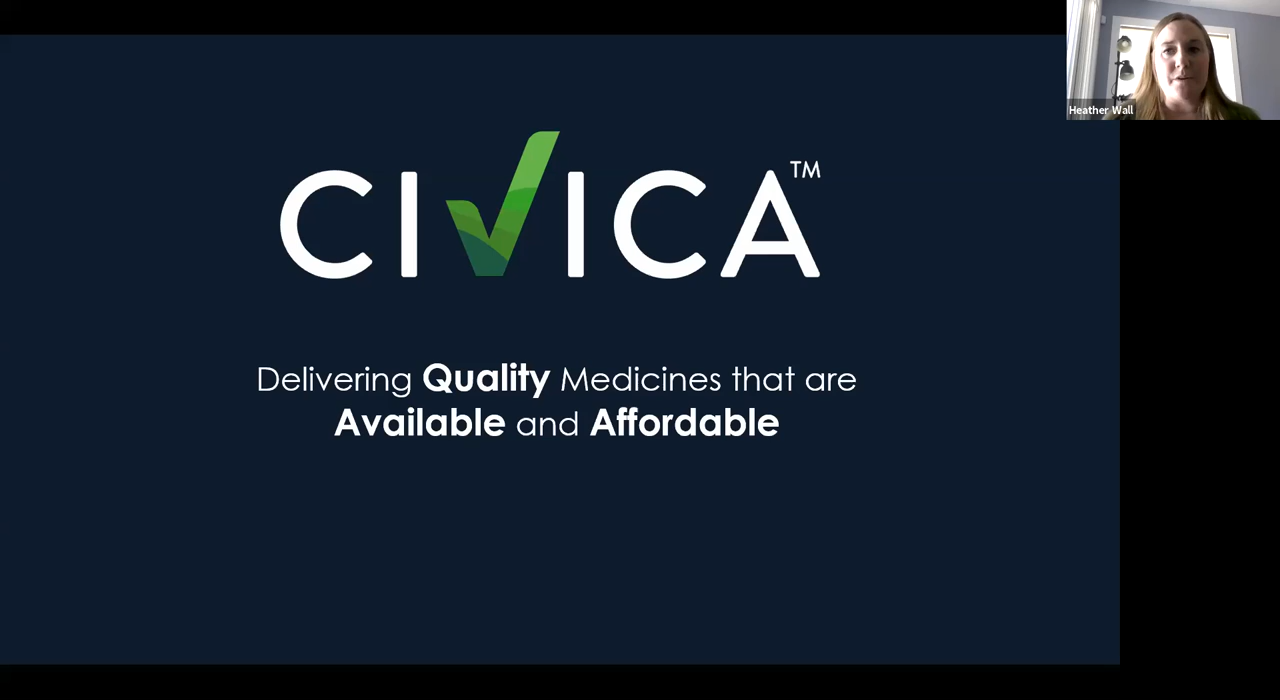 Heather Wall
CIVICA™
Delivering Quality Medicines that are
Available and Affordable